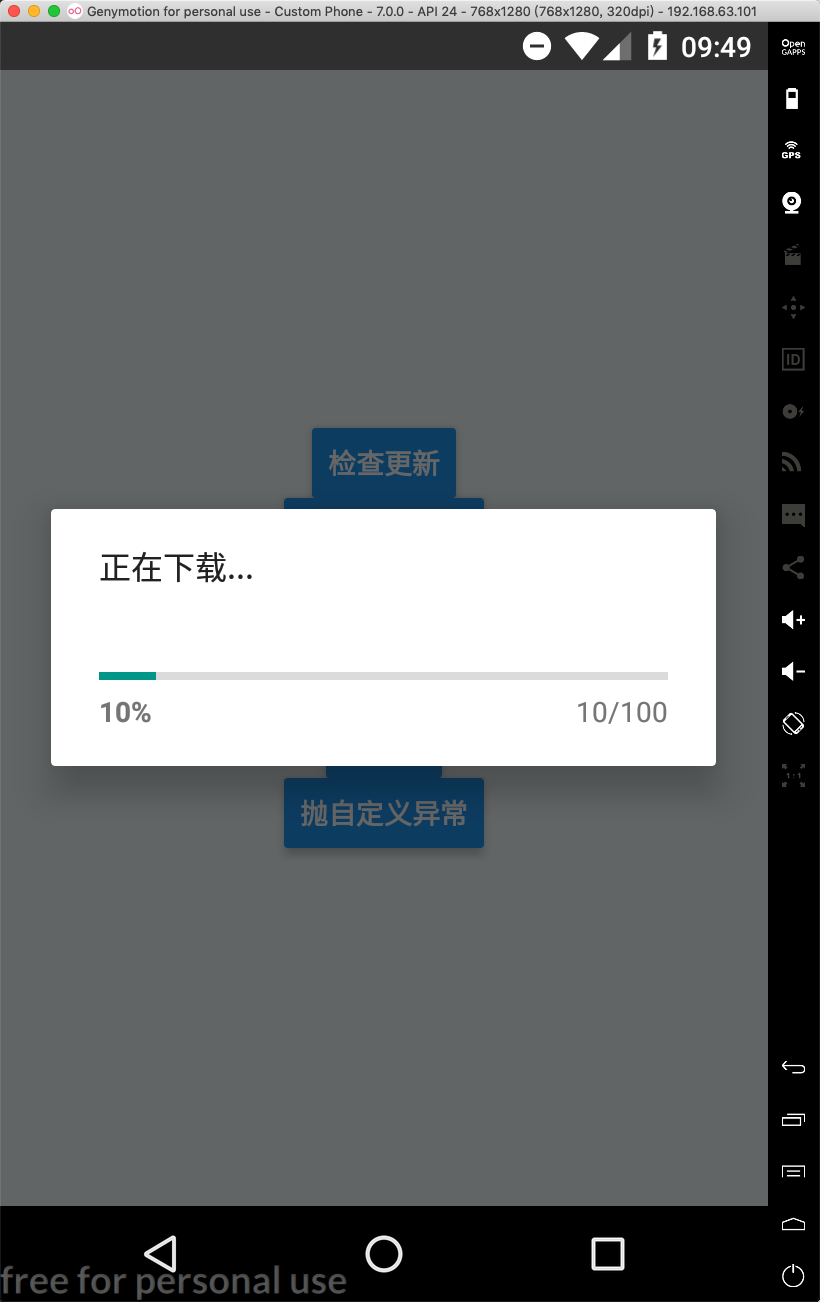 Genymotion for personal use - Custom Phone - 7.0.0 - API 24 - 768x1280 (768x1280, 320dpi) - 192.168.63.101
09:49
Open
GAPPS
GPS
ID
检查更新
正在下载...
10%
10/100
1:1
抛自定义异常
free for personal use